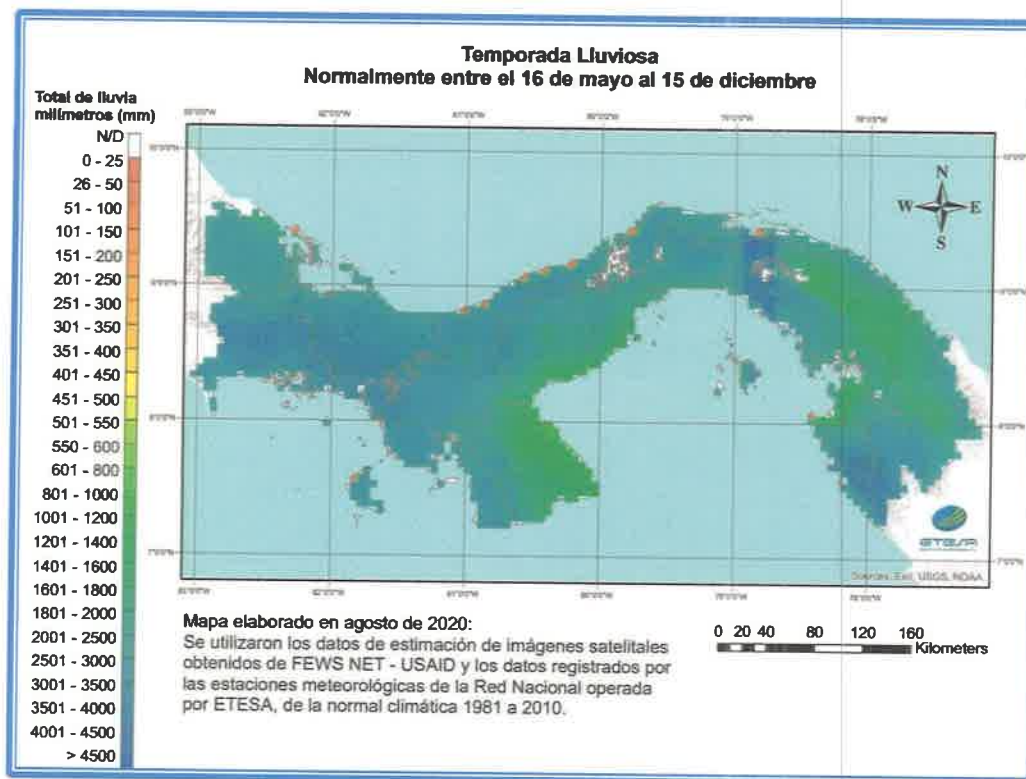 Temporada Lluviosa
Normalmente entre el 16 de mayo al 15 de diciembre
Total de lluvia
milímetros (mm)
N/D
0 - 25
26 - 50
51 - 100
101 - 150
151 - 200
201 - 250
251 - 300
301 - 350
351 - 400
401 - 450
451 - 500
501 - 550
550 - 600
601 - 800
801 - 1000
1001 - 1200
1201 - 1400
1401 - 1600
1601 - 1800
1801 - 2000
2001 - 2500
2501 - 3000
3001 - 3500
3501 - 4000
4001 - 4500
> 4500
N
W E
S
ETESA
Sources: Esri, USGS, NOAA
Mapa elaborado en agosto de 2020:
Se utilizaron los datos de estimación de imágenes satelitales
obtenidos de FEWS NET - USAID y los datos registrados por
las estaciones meteorológicas de la Red Nacional operada
por ETESA, de la normal climática 1981 a 2010.
0 20 40 80 120 160
Kilometers